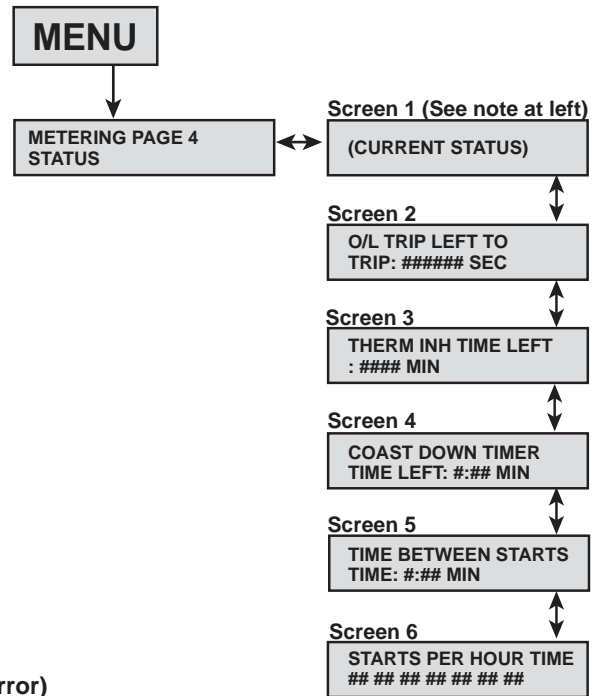 MENU
METERING PAGE 4
STATUS
Screen 1 (See note at left)
(CURRENT STATUS)
Screen 2
O/L TRIP LEFT TO
TRIP: ###### SEC
Screen 3
THERM INH TIME LEFT
: #### MIN
Screen 4
COAST DOWN TIMER
TIME LEFT: #:## MIN
Screen 5
TIME BETWEEN STARTS
TIME: #:## MIN
Screen 6
STARTS PER HOUR TIME
## ## ## ## ## ## ##
rror)